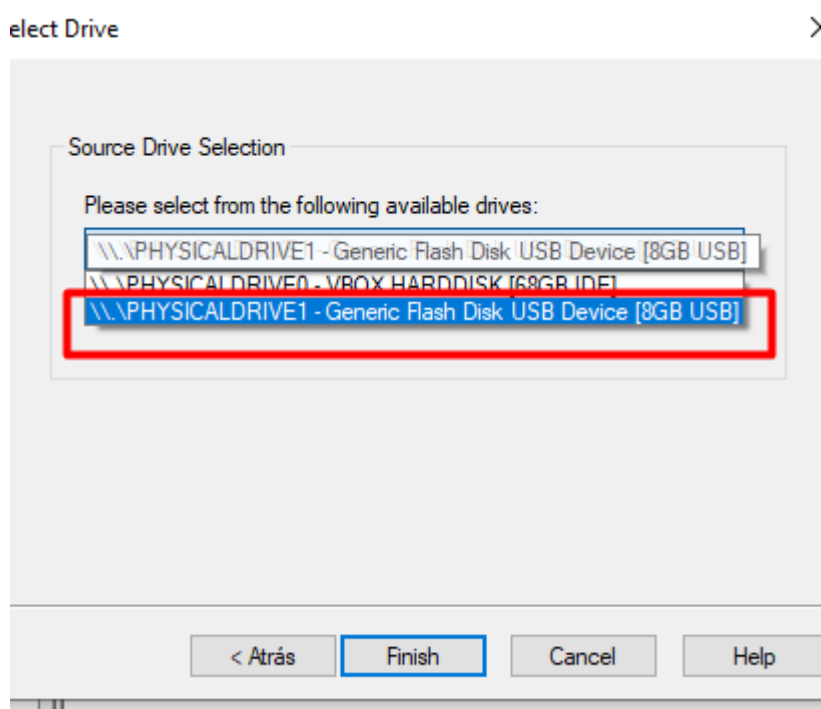 elect Drive
Source Drive Selection
Please select from the following available drives:
\\.\PHYSICALDRIVE1 - Generic Flash Disk USB Device [8GB USB]
\\.\PHYSICALDRIVE0 - VBOX HARDDISK [68GB IDE]
\\.\PHYSICALDRIVE1 - Generic Flash Disk USB Device [8GB USB]
< Atrás Finish Cancel Help